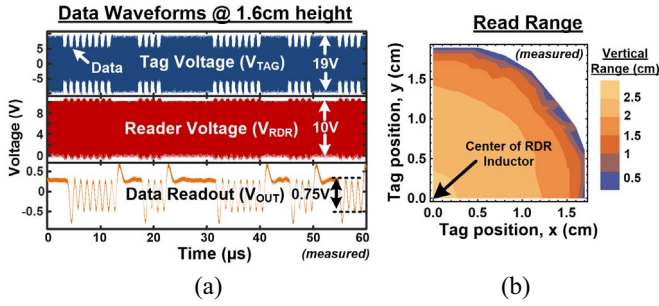 Data Waveforms @ 1.6cm height
10
0
-10
Data
Tag Voltage (VTAG)
19V
10
5
0
Reader Voltage (VRDR)
10V
0.5
0
-0.5
Data Readout (VOUT)
0.75V
Voltage (V)
0 10 20 30 40 50 60
Time (µs)
(measured)
(a)
Read Range
(measured)
Tag position, y (cm)
1.5
1.0
0.5
0.0
Center of RDR
Inductor
0.0 0.5 1.0 1.5
Tag position, x (cm)
Vertical
Range (cm)
2.5
2
1.5
1
0.5
(b)